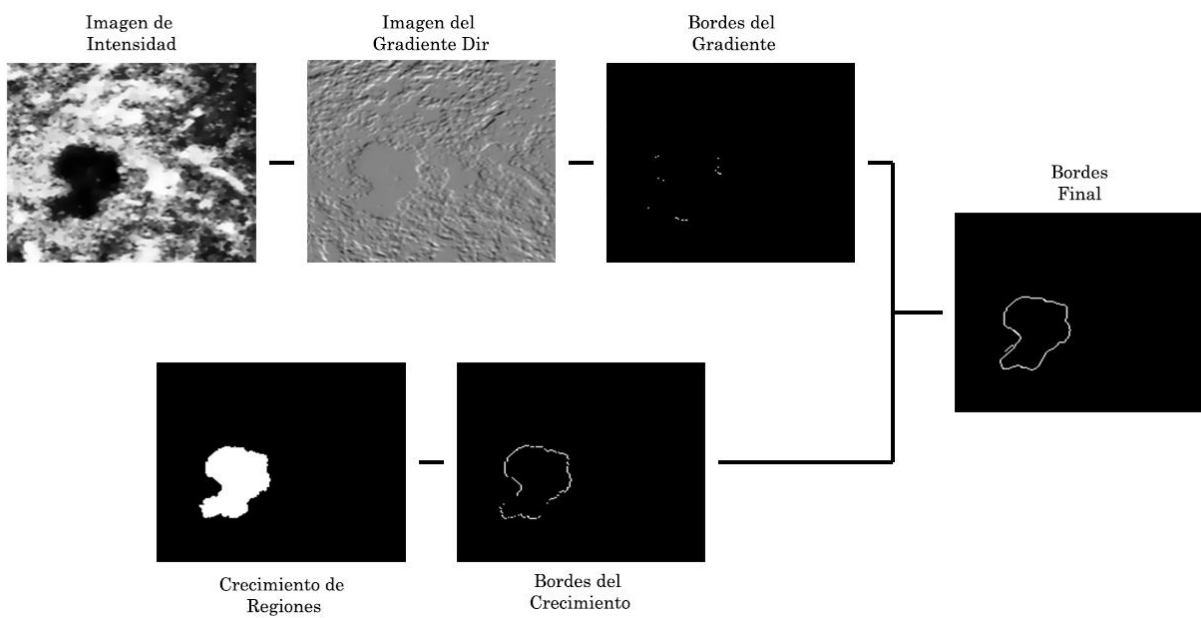 Imagen de
Intensidad
Imagen del
Gradiente Dir
Bordes del
Gradiente
Bordes
Final
Crecimiento de
Regiones
Bordes del
Crecimiento